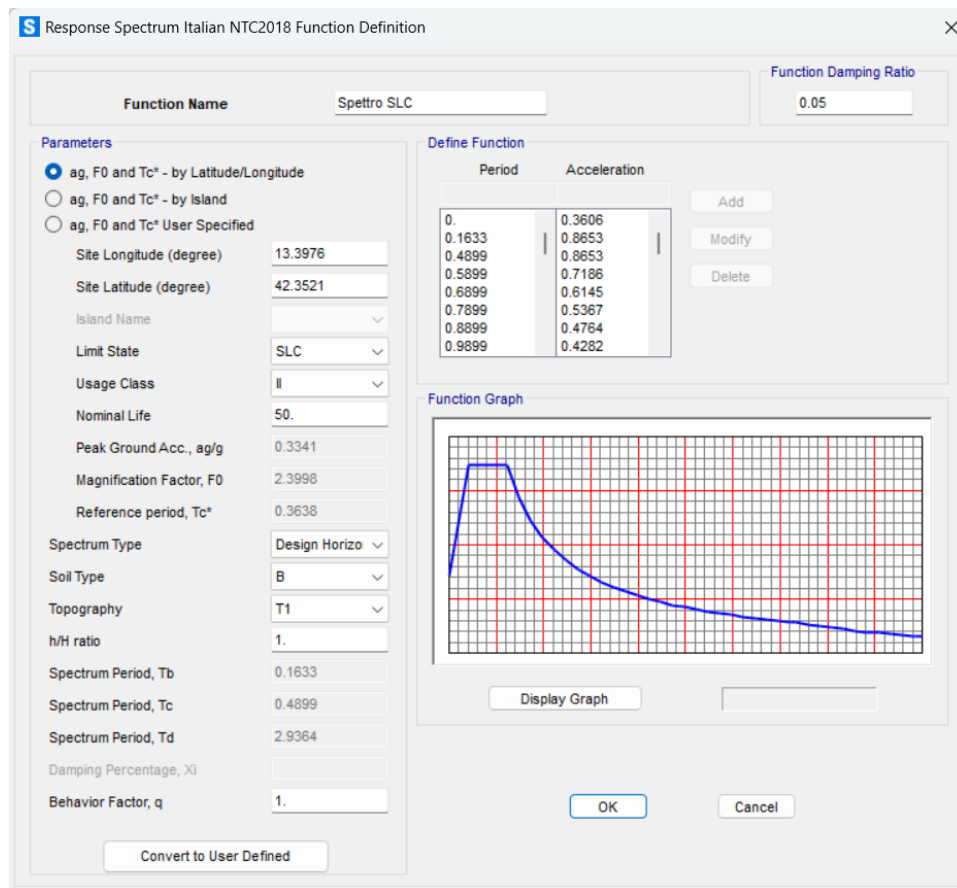 S Response Spectrum Italian NTC2018 Function Definition
Function Name
Spettro SLC
Function Damping Ratio
0.05
Parameters
ag, F0 and Tc* - by Latitude/Longitude
ag, F0 and Tc* - by Island
ag, F0 and Tc* User Specified
Site Longitude (degree) 13.3976
Site Latitude (degree) 42.3521
Island Name
Limit State SLC
Usage Class II
Nominal Life 50.
Peak Ground Acc., ag/g 0.3341
Magnification Factor, F0 2.3998
Reference period, Tc* 0.3638
Spectrum Type Design Horizo
Soil Type B
Topography T1
h/H ratio 1.
Spectrum Period, Tb 0.1633
Spectrum Period, Tc 0.4899
Spectrum Period, Td 2.9364
Damping Percentage, Xi
Behavior Factor, q 1.
Convert to User Defined
Define Function
Period Acceleration
0. 0.3606
0.1633 0.8653
0.4899 0.8653
0.5899 0.7186
0.6899 0.6145
0.7899 0.5367
0.8899 0.4764
0.9899 0.4282
Add
Modify
Delete
Function Graph
Display Graph
OK
Cancel